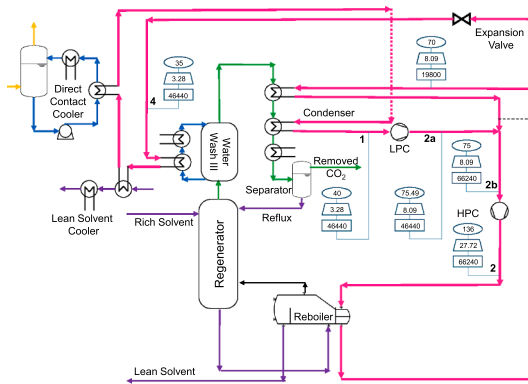 Expansion
Valve
70
8.09
19800
35
3.28
46440
4
Direct
Contact
Cooler
Water
Wash III
Condenser
1
LPC
2a
Removed
CO2
Separator
Reflux
75
8.09
66240
2b
Lean Solvent
Cooler
Rich Solvent
40
3.28
46440
75.49
8.09
46440
HPC
136
27.72
66240
2
Regenerator
Reboiler
Lean Solvent